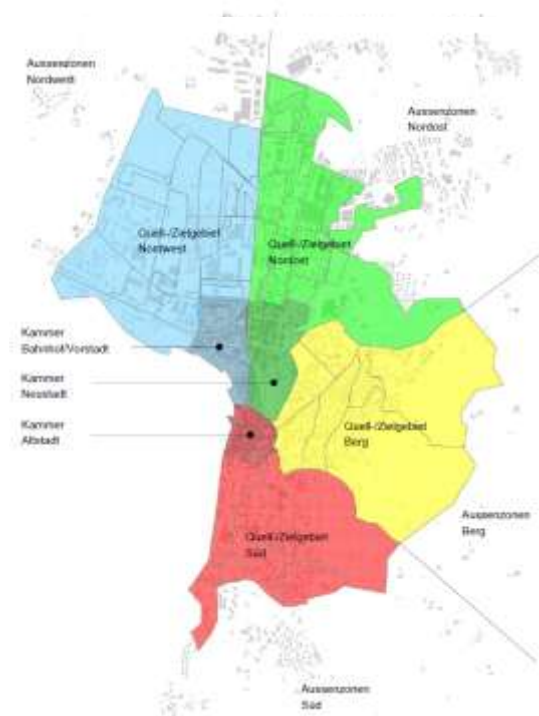 Aussenzonen
Nordwest
Aussenzonen
Nordost
Quell-/Zielgebiet
Nordwest
Quell-/Zielgebiet
Nordost
Kammer
Bahnhof/Vorstadt
Kammer
Neustadt
Kammer
Altstadt
Quell-/Zielgebiet
Berg
Aussenzonen
Berg
Quell-/Zielgebiet
Süd
Aussenzonen
Süd